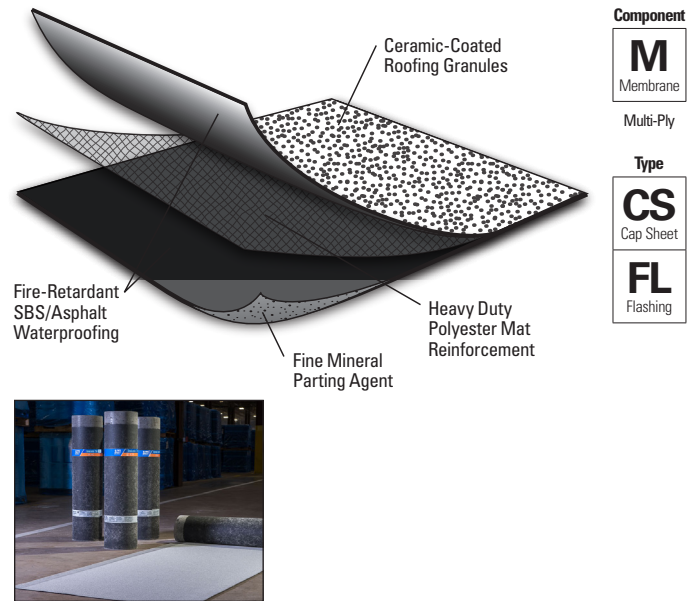 Component
M
Membrane
Multi-Ply
Type
CS
Cap Sheet
FL
Flashing
Ceramic-Coated
Roofing Granules
Fire-Retardant
SBS/Asphalt
Waterproofing
Heavy Duty
Polyester Mat
Reinforcement
Fine Mineral
Parting Agent